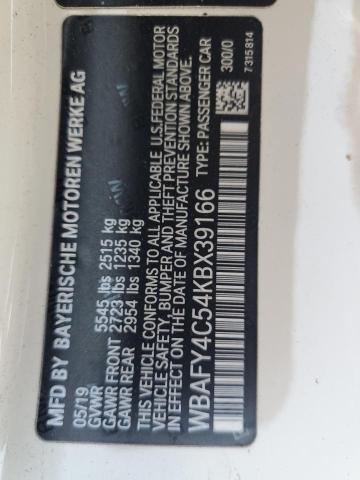 MFD BY BAYERISCHE MOTOREN WERKE AG
05/19
GVWR 5545 lbs 2515 kg
GAWR FRONT 2723 lbs 1235 kg
GAWR REAR 2954 lbs 1340 kg
THIS VEHICLE CONFORMS TO ALL APPLICABLE U.S.FEDERAL MOTOR
VEHICLE SAFETY, BUMPER AND THEFT PREVENTION STANDARDS
IN EFFECT ON THE DATE OF MANUFACTURE SHOWN ABOVE.
WBAFY4C54KBX39166 TYPE: PASSENGER CAR
300/0
7315814